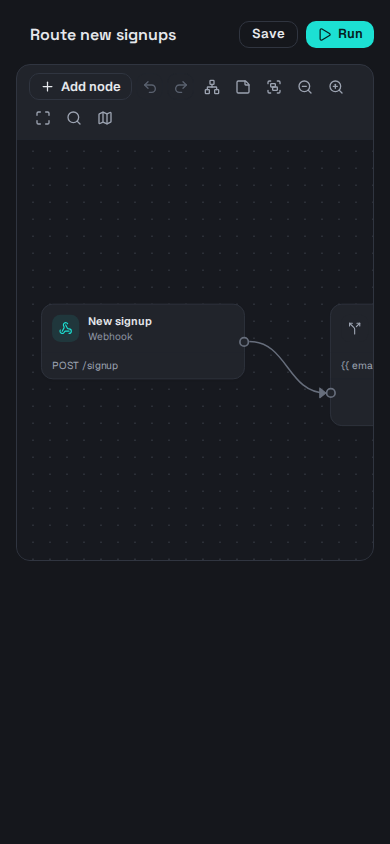 Route new signups
Save
Run
Add node
New signup
Webhook
POST /signup
{{ ema